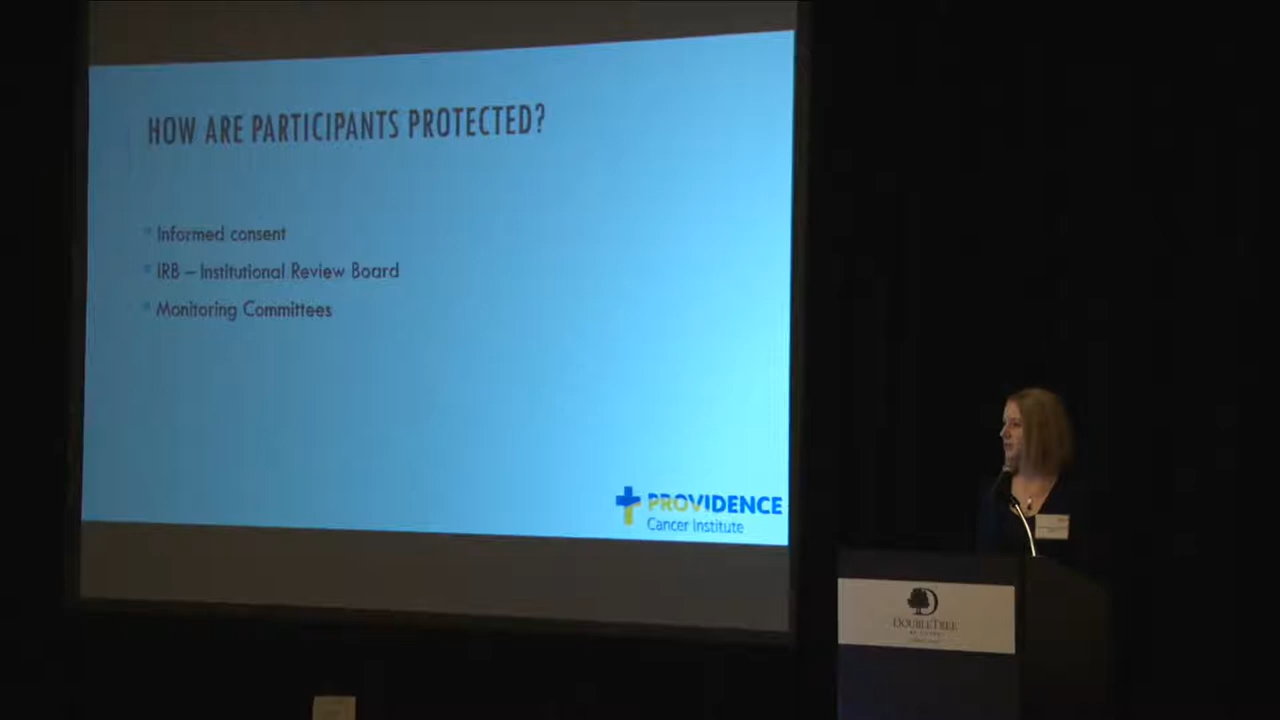 HOW ARE PARTICIPANTS PROTECTED?
Informed consent
IRB – Institutional Review Board
Monitoring Committees
PROVIDENCE
Cancer Institute
DOUBLETREE